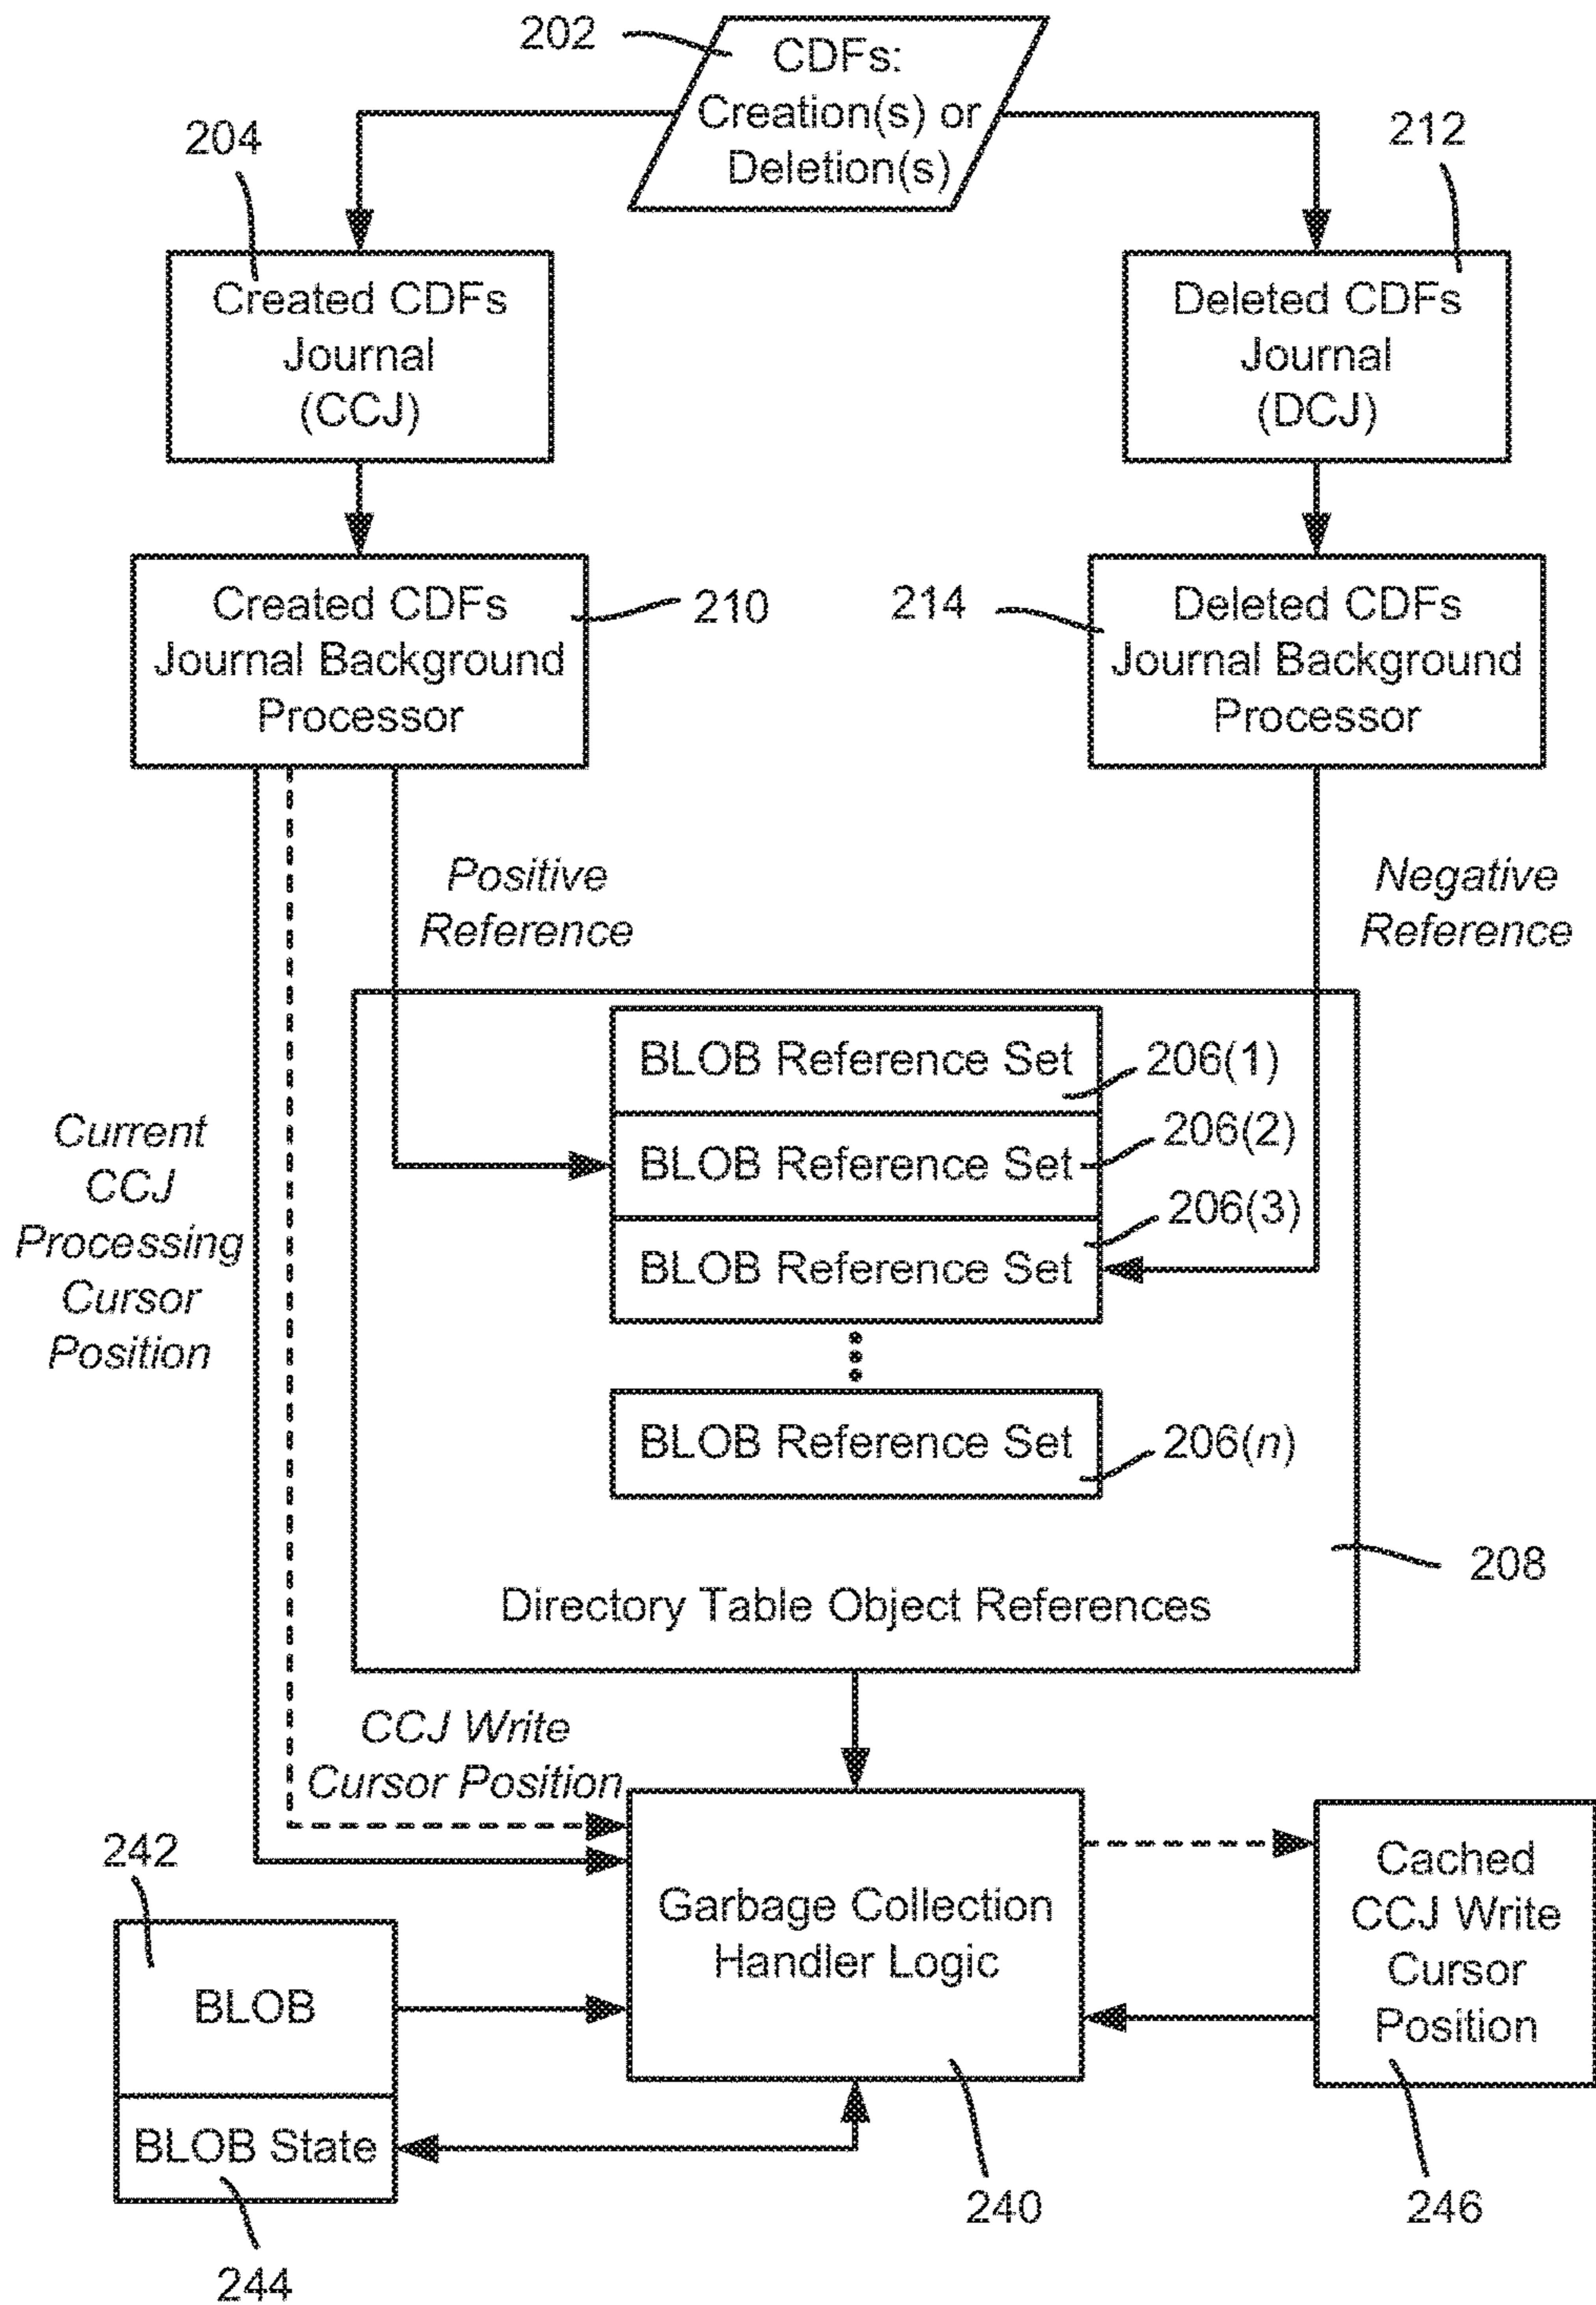 202
CDFs:
Creation(s) or
Deletion(s)
204
212
Created CDFs
Journal
(CCJ)
Deleted CDFs
Journal
(DCJ)
Created CDFs
Journal Background
Processor
210
214
Deleted CDFs
Journal Background
Processor
Positive
Reference
Negative
Reference
BLOB Reference Set
206(1)
BLOB Reference Set
206(2)
BLOB Reference Set
206(3)
Current
CCJ
Processing
Cursor
Position
BLOB Reference Set
206(n)
208
Directory Table Object References
CCJ Write
Cursor Position
242
BLOB
BLOB State
244
Garbage Collection
Handler Logic
240
Cached
CCJ Write
Cursor
Position
246